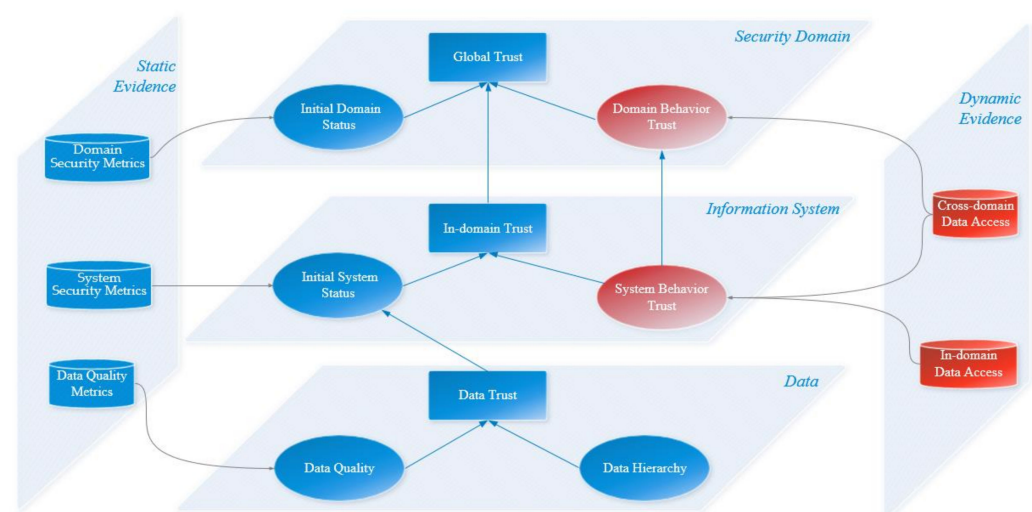 Static
Evidence
Domain
Security Metrics
System
Security Metrics
Data Quality
Metrics
Security Domain
Global Trust
Initial Domain
Status
Domain Behavior
Trust
Information System
In-domain Trust
Initial System
Status
System Behavior
Trust
Data
Data Trust
Data Quality
Data Hierarchy
Dynamic
Evidence
Cross-domain
Data Access
In-domain
Data Access